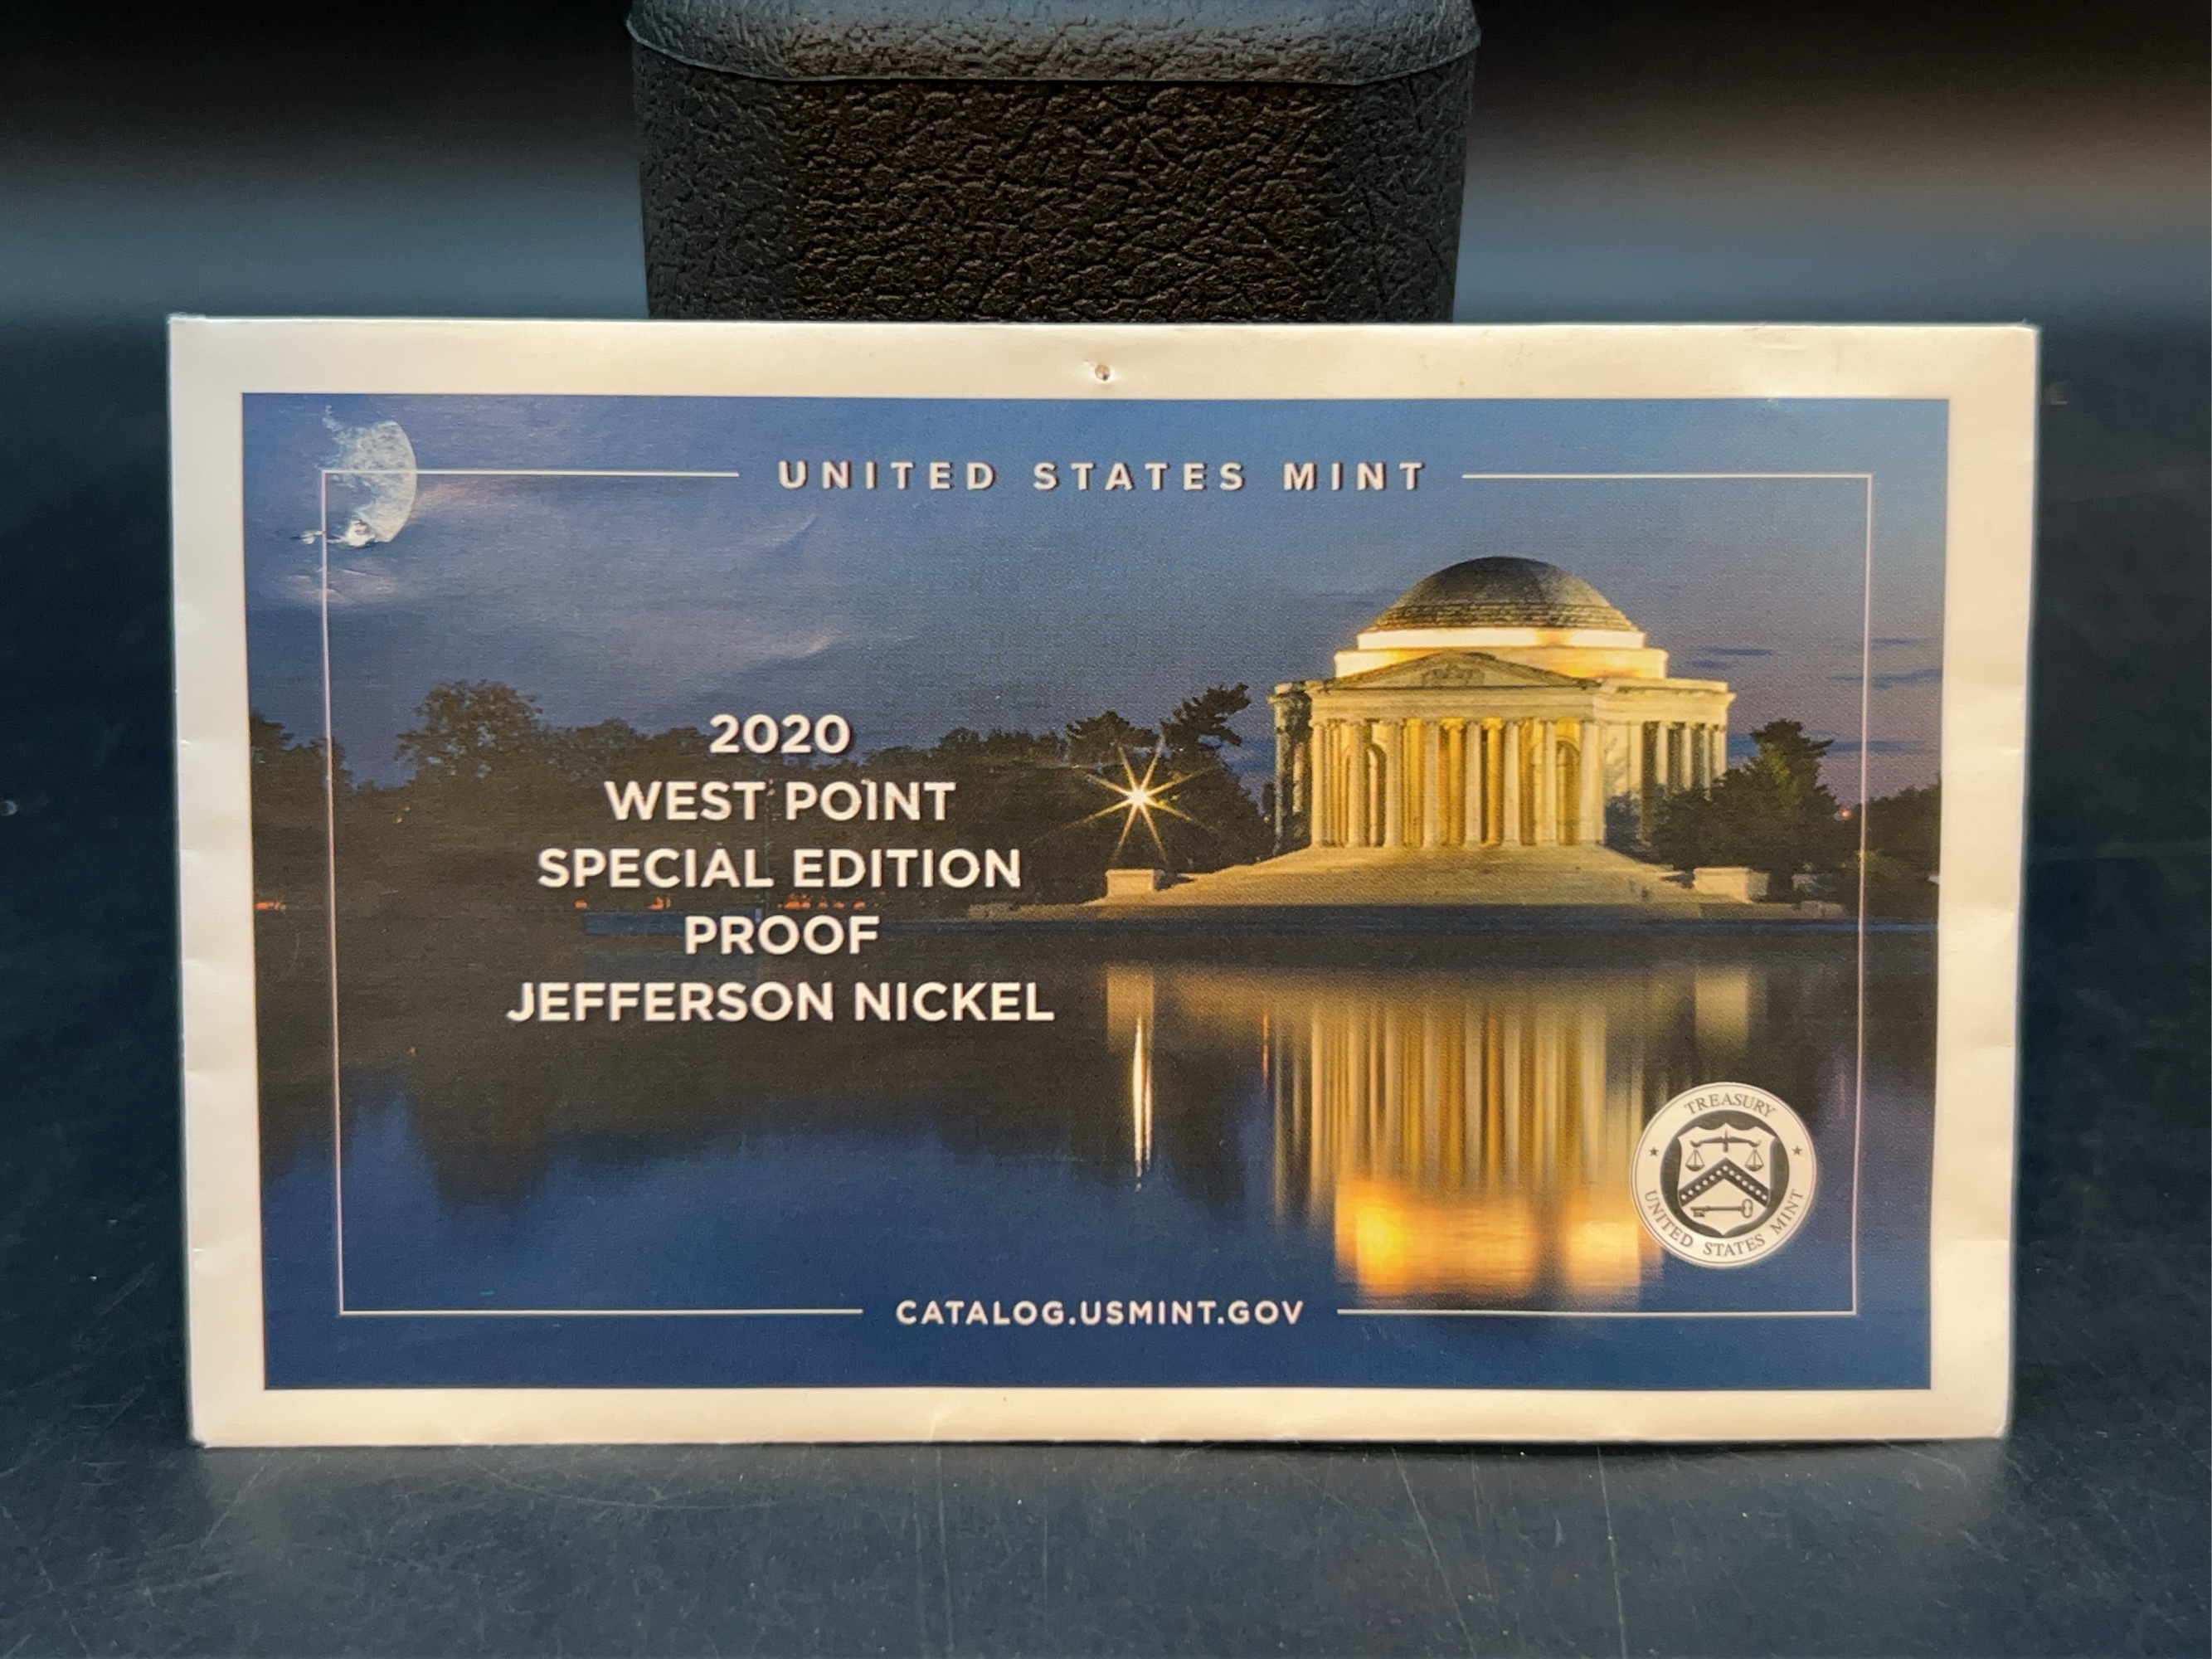 UNITED STATES MINT
2020
WEST POINT
SPECIAL EDITION
PROOF
JEFFERSON NICKEL
TREASURY
UNITED STATES MINT
CATALOG.USMINT.GOV